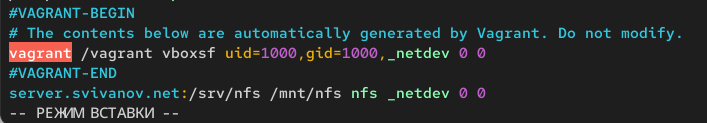 #VAGRANT-BEGIN
# The contents below are automatically generated by Vagrant. Do not modify.
vagrant /vagrant vboxsf uid=1000,gid=1000,_netdev 0 0
#VAGRANT-END
server.svivanov.net:/srv/nfs /mnt/nfs nfs _netdev 0 0
-- РЕЖИМ ВСТАВКИ --